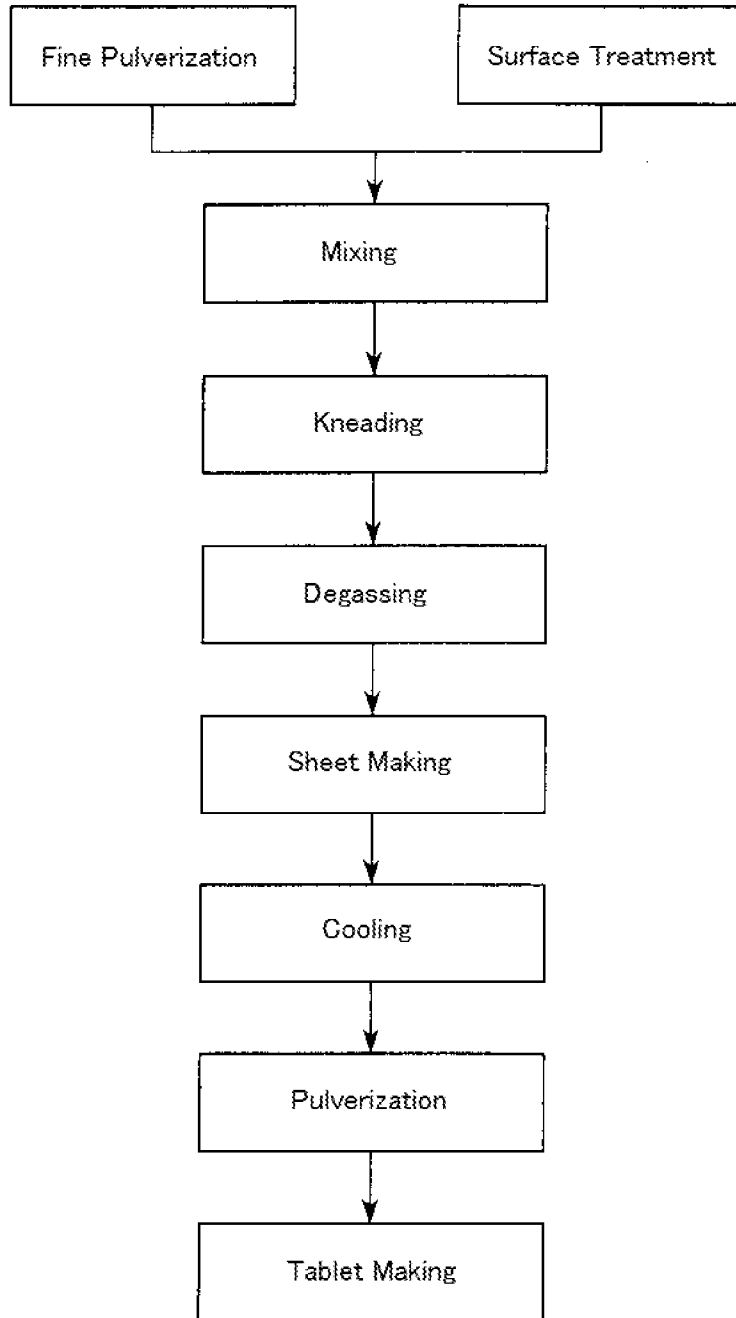 Fine Pulverization
Surface Treatment
Mixing
Kneading
Degassing
Sheet Making
Cooling
Pulverization
Tablet Making